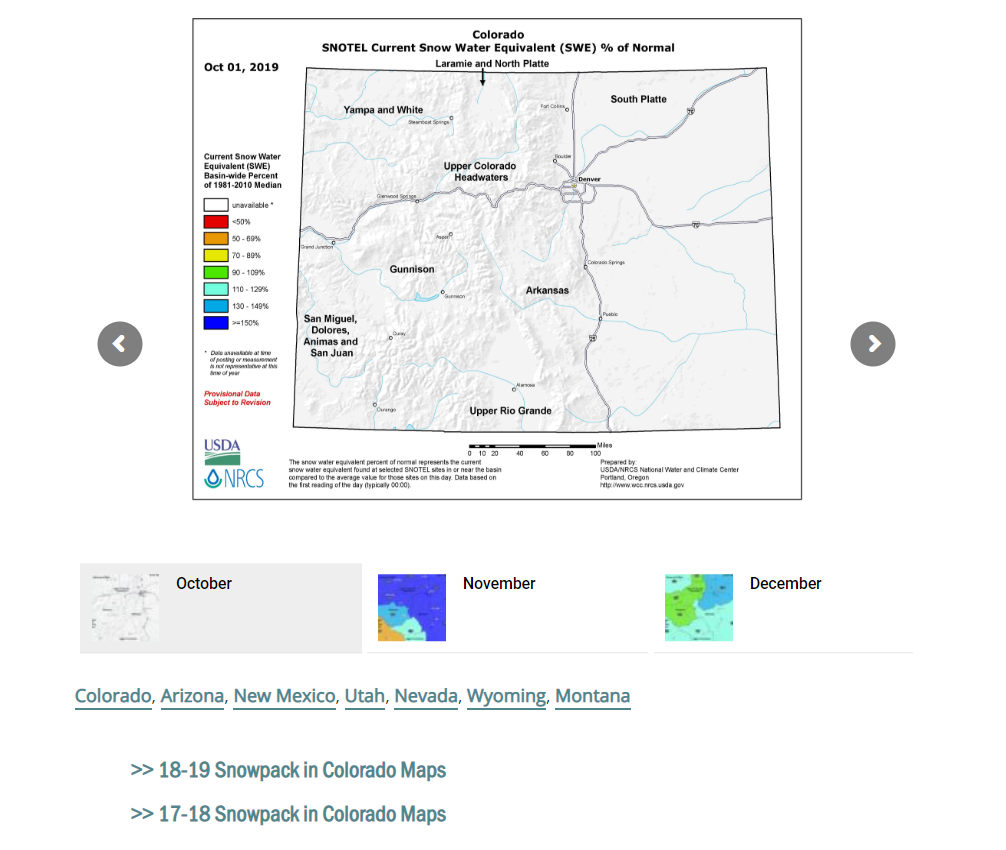 Colorado
SNOTEL Current Snow Water Equivalent (SWE) % of Normal
Laramie and North Platte
Oct 01, 2019
South Platte
Yampa and White
Fort Collins
Steamboat Springs
Boulder
Upper Colorado
Headwaters
Denver
Current Snow Water
Equivalent (SWE)
Basin-wide Percent
of 1981-2010 Median
unavailable *
<50%
50 - 69%
70 - 89%
90 - 109%
110 - 129%
130 - 149%
>=150%
Glenwood Springs
Grand Junction
Aspen
Colorado Springs
Gunnison
Gunnison
Arkansas
Pueblo
San Miguel,
Dolores,
Animas and
San Juan
Ouray
Alamosa
Durango
Upper Rio Grande
* Data unavailable at time
of posting or measurement
is not representative at this
time of year
Provisional Data
Subject to Revision
USDA
NRCS
Miles
0 10 20 40 60 80 100
The snow water equivalent percent of normal represents the current
snow water equivalent found at selected SNOTEL sites in or near the basin
compared to the average value for those sites on this day. Data based on
the first reading of the day (typically 00:00).
Prepared by:
USDA/NRCS National Water and Climate Center
Portland, Oregon
http://www.wcc.nrcs.usda.gov
October
November
December
Colorado, Arizona, New Mexico, Utah, Nevada, Wyoming, Montana
>> 18-19 Snowpack in Colorado Maps
>> 17-18 Snowpack in Colorado Maps